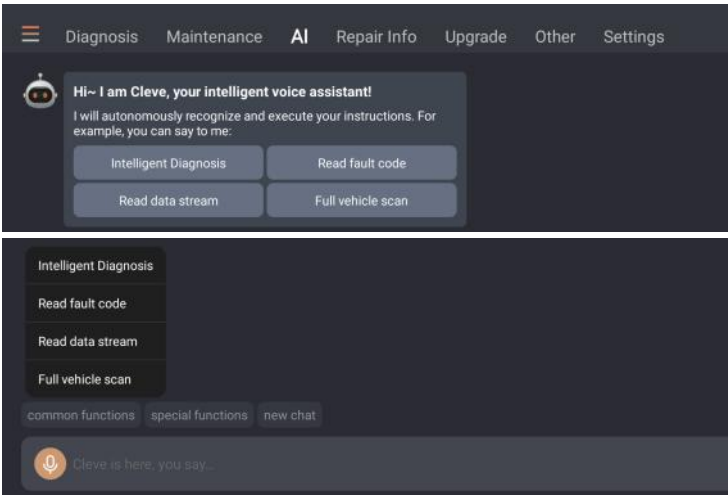 Diagnosis Maintenance AI Repair Info Upgrade Other Settings
Hi~ I am Cleve, your intelligent voice assistant!
I will autonomously recognize and execute your instructions. For
example, you can say to me:
Intelligent Diagnosis Read fault code
Read data stream Full vehicle scan
Intelligent Diagnosis
Read fault code
Read data stream
Full vehicle scan
common functions special functions new chat
Cleve is here, you say...